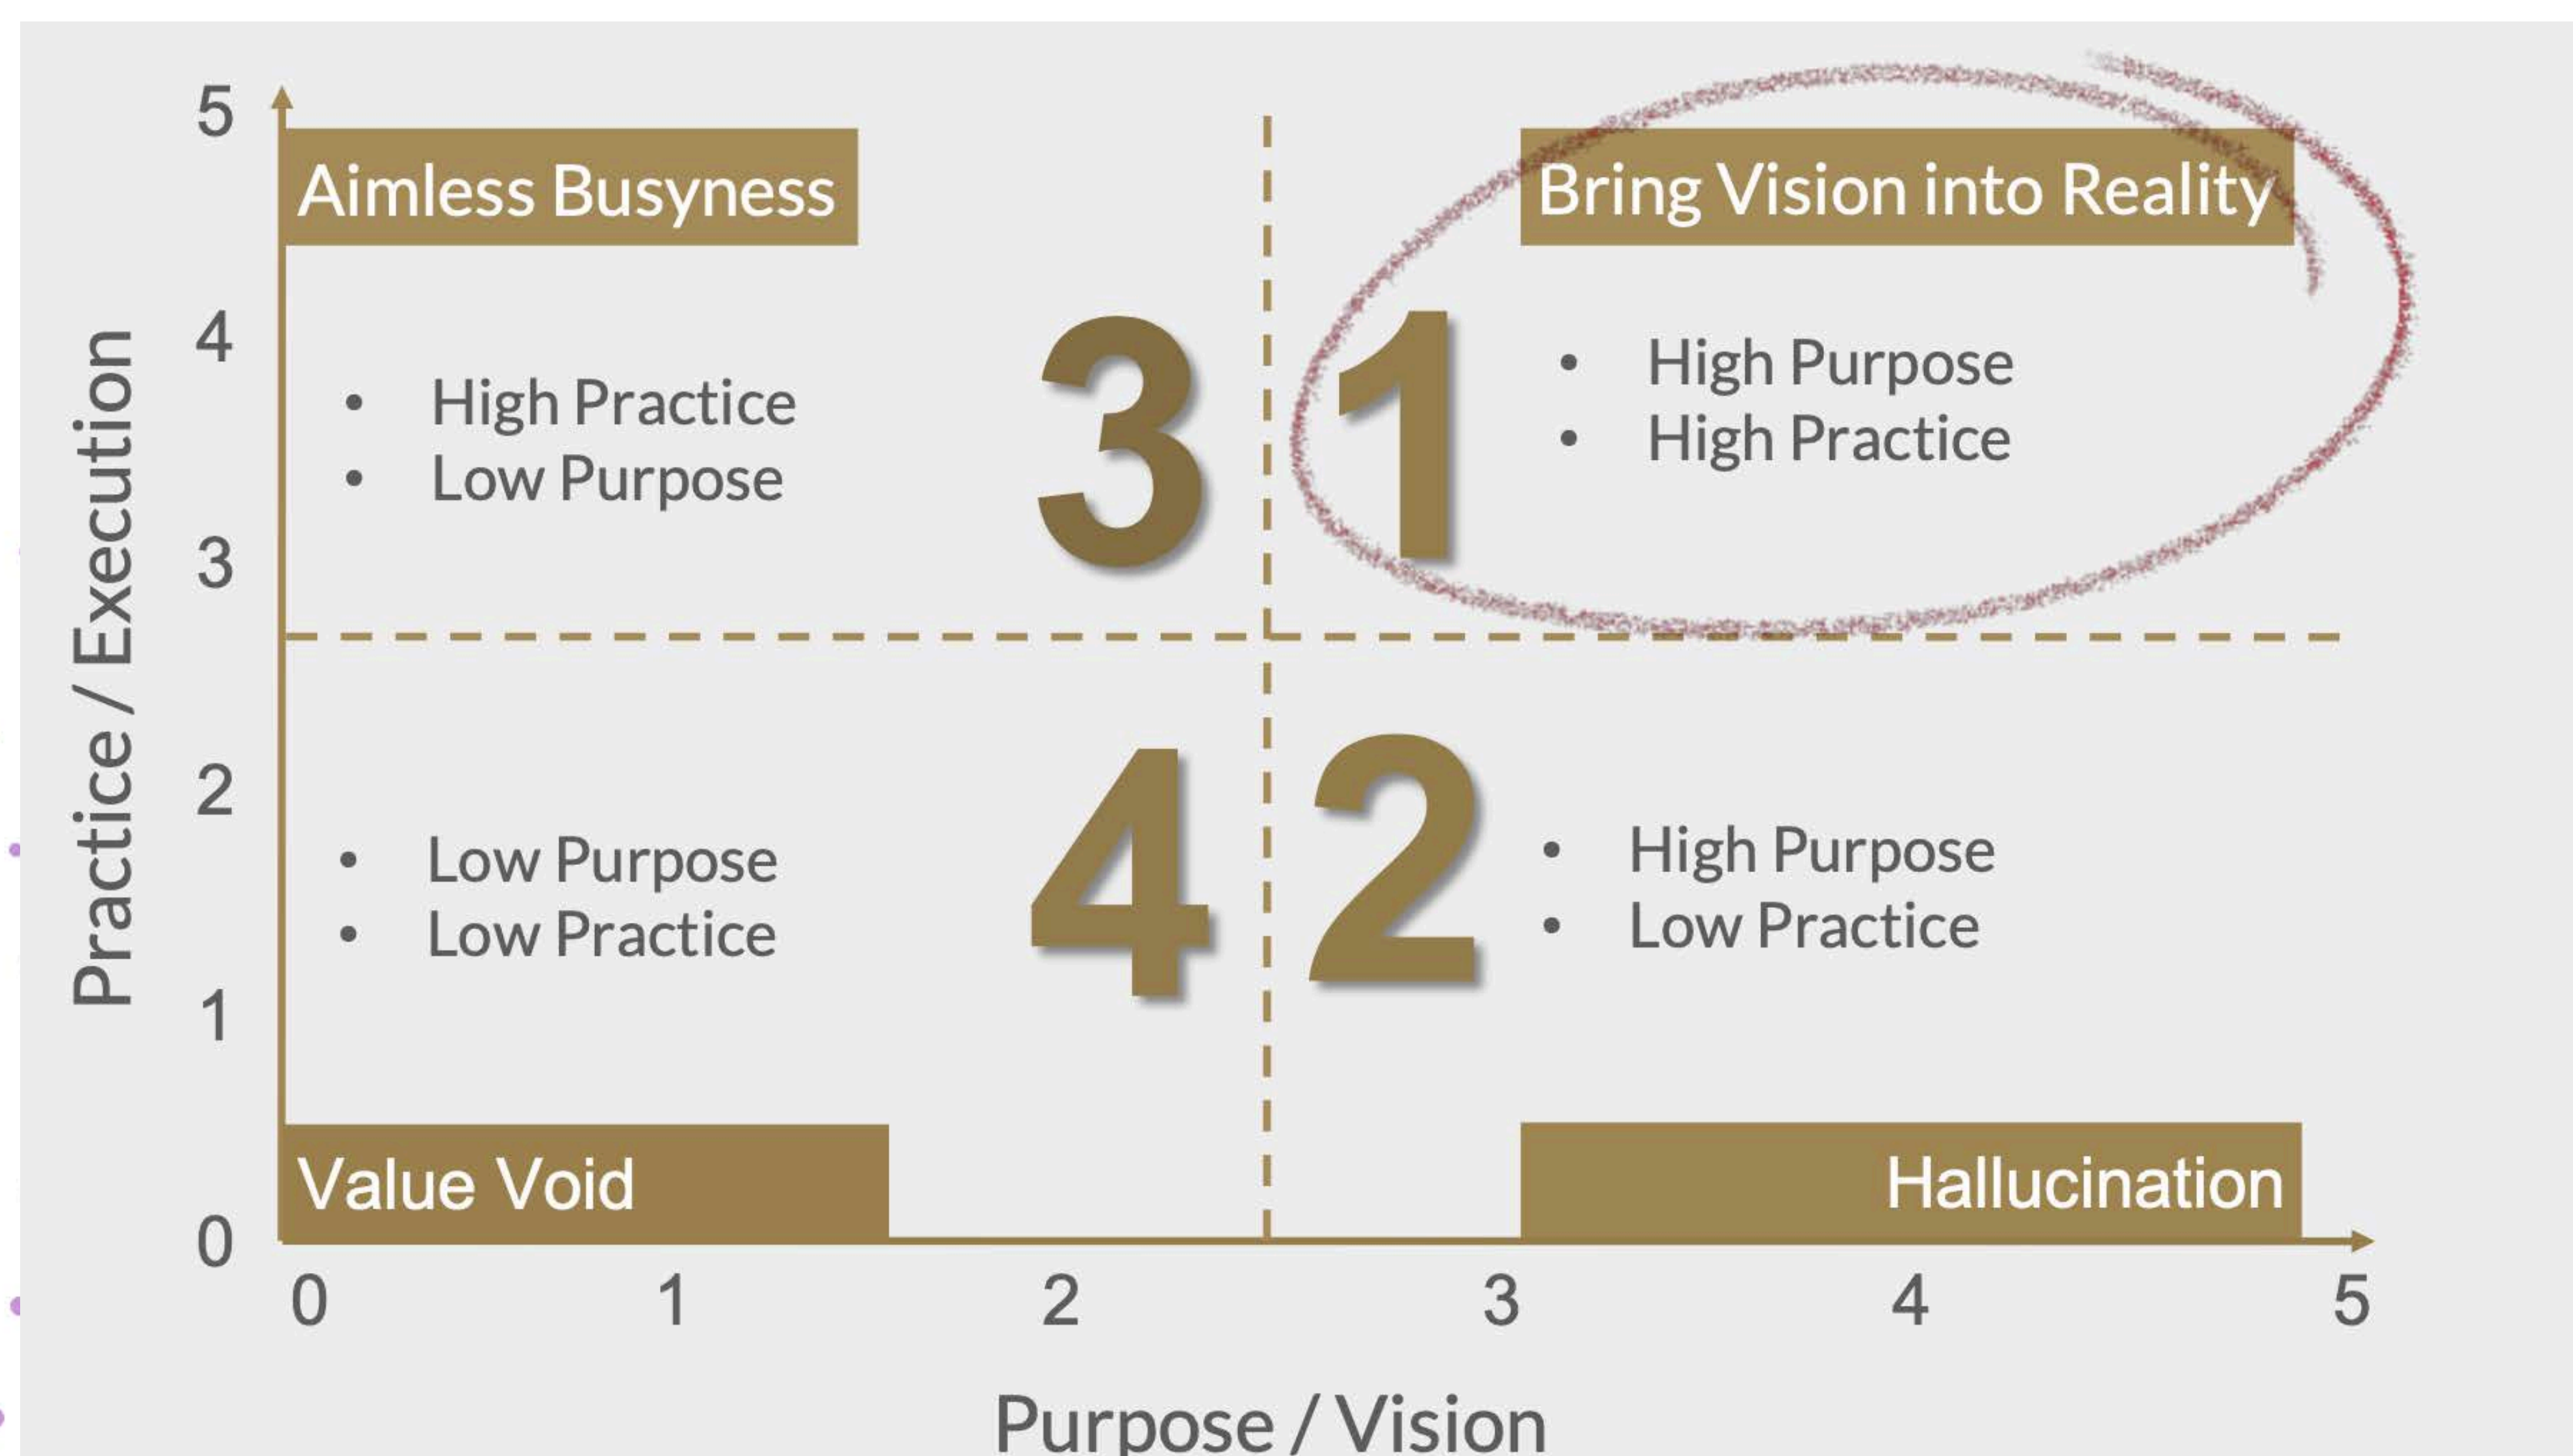 5
Aimless Busyness
Bring Vision into Reality
4
• High Practice
• Low Purpose
3
1
• High Purpose
• High Practice
3
Practice / Execution
2
• Low Purpose
• Low Practice
4
2
• High Purpose
• Low Practice
1
Value Void
Hallucination
0
0 1 2 3 4 5
Purpose / Vision